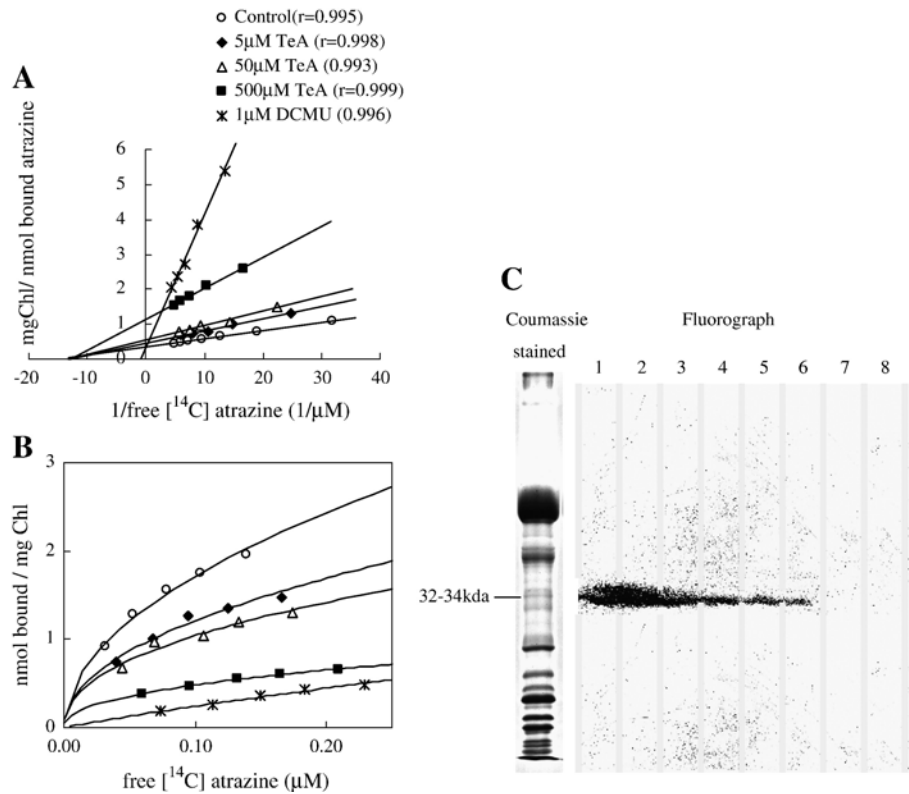 Control(r=0.995)
5μM TeA (r=0.998)
50μM TeA (0.993)
500μM TeA (r=0.999)
1μM DCMU (0.996)
A
mgChl/ nmol bound atrazine
6
5
4
3
2
1
0
-20 -10 0 10 20 30 40
1/free [¹⁴C] atrazine (1/μM)
B
nmol bound / mg Chl
3
2
1
0
0.00 0.10 0.20
free [¹⁴C] atrazine (μM)
C
Coumassie Fluorograph
stained
1 2 3 4 5 6 7 8
32-34kda